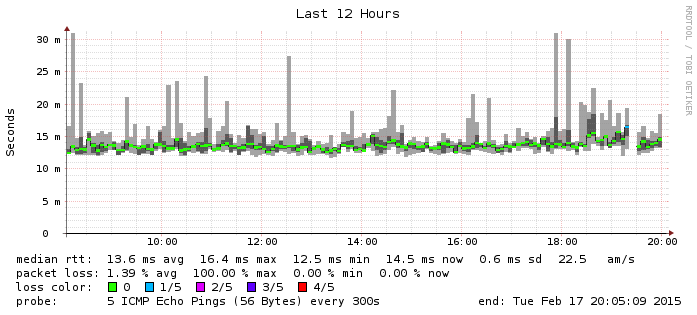 Last 12 Hours
RRDTOOL / TOBI OETIKER
Seconds
30 m
25 m
20 m
15 m
10 m
5 m
0
10:00 12:00 14:00 16:00 18:00 20:00
median rtt: 13.6 ms avg 16.4 ms max 12.5 ms min 14.5 ms now 0.6 ms sd 22.5 am/s
packet loss: 1.39 % avg 100.00 % max 0.00 % min 0.00 % now
loss color: 0 1/5 2/5 3/5 4/5
probe: 5 ICMP Echo Pings (56 Bytes) every 300s end: Tue Feb 17 20:05:09 2015